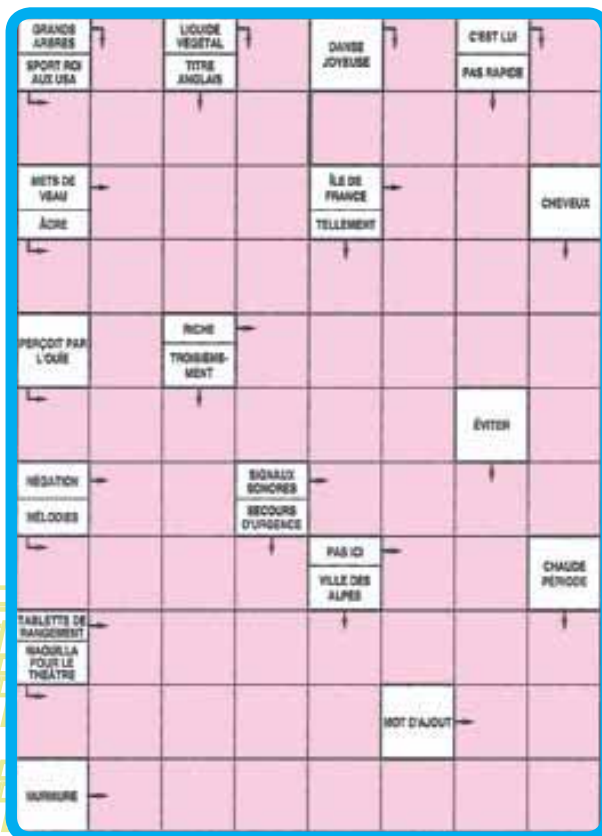 GRANDS
ARBRES
SPORT ROI
AUX USA
LIQUIDE
VÉGÉTAL
TITRE
ANGLAIS
DANSE
JOYEUSE
C'EST LUI
PAS RAPIDE
METS DE
VEAU
ÂCRE
ÎLE DE
FRANCE
TELLEMENT
CHEVEUX
PERÇOIT PAR
L'OUÏE
RICHE
TROISIÈME-
MENT
ÉVITER
NÉGATION
MÉLODIES
SIGNAUX
SONORES
SECOURS
D'URGENCE
PAS ICI
VILLE DES
ALPES
CHAUDE
PÉRIODE
TABLETTE DE
RANGEMENT
MAQUILLA
POUR LE
THÉÂTRE
MOT D'AJOUT
MURMURE